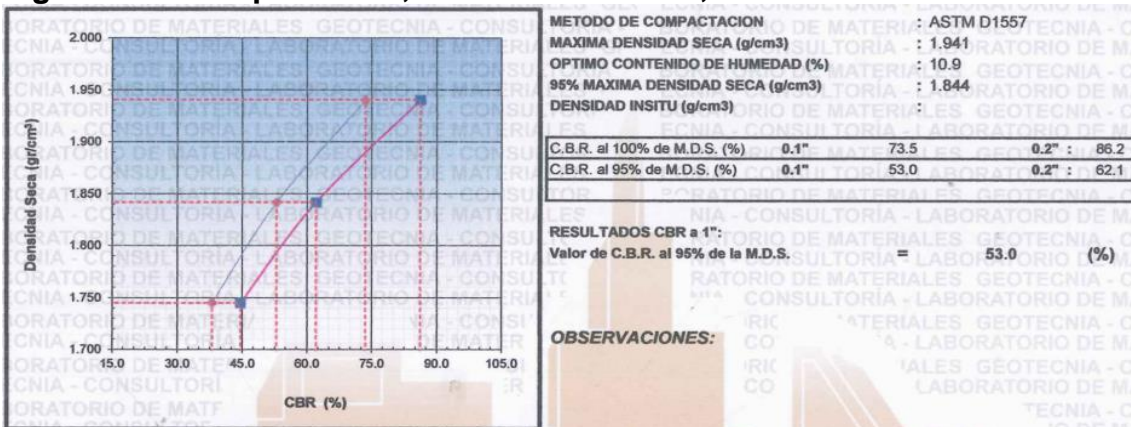 Densidad Seca (gr/cm³)
2.000
1.950
1.900
1.850
1.800
1.750
1.700
15.0 30.0 45.0 60.0 75.0 90.0 105.0
CBR (%)
METODO DE COMPACTACION : ASTM D1557
MAXIMA DENSIDAD SECA (g/cm3) : 1.941
OPTIMO CONTENIDO DE HUMEDAD (%) : 10.9
95% MAXIMA DENSIDAD SECA (g/cm3) : 1.844
DENSIDAD INSITU (g/cm3) :
C.B.R. al 100% de M.D.S. (%) 0.1" 73.5 0.2" : 86.2
C.B.R. al 95% de M.D.S. (%) 0.1" 53.0 0.2" : 62.1
RESULTADOS CBR a 1":
Valor de C.B.R. al 95% de la M.D.S. = 53.0 (%)
OBSERVACIONES: